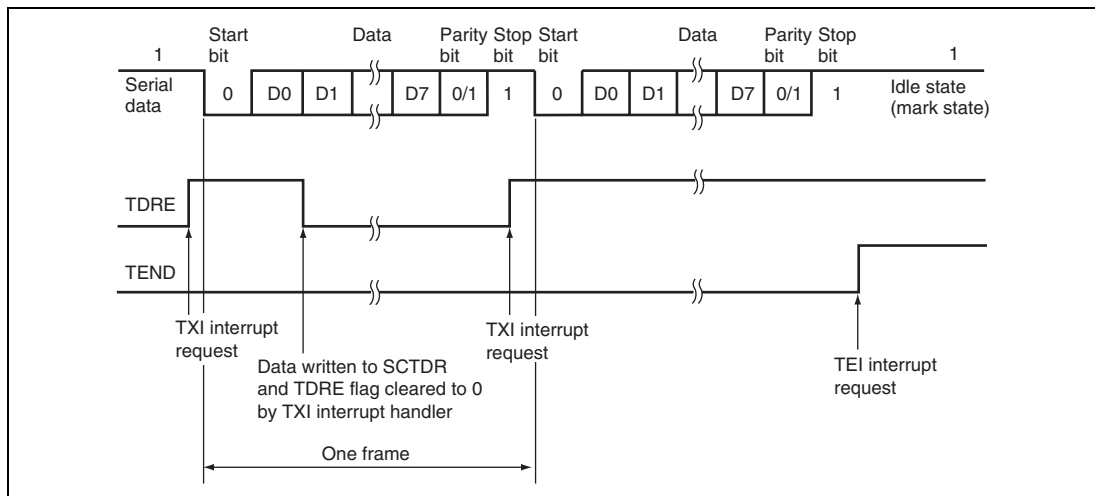 1
Start bit
Data
Parity bit
Stop bit
Start bit
Data
Parity bit
Stop bit
1
Serial data
0
D0
D1
D7
0/1
1
0
D0
D1
D7
0/1
1
Idle state
(mark state)
TDRE
TEND
TXI interrupt
request
Data written to SCTDR
and TDRE flag cleared to 0
by TXI interrupt handler
TXI interrupt
request
TEI interrupt
request
One frame